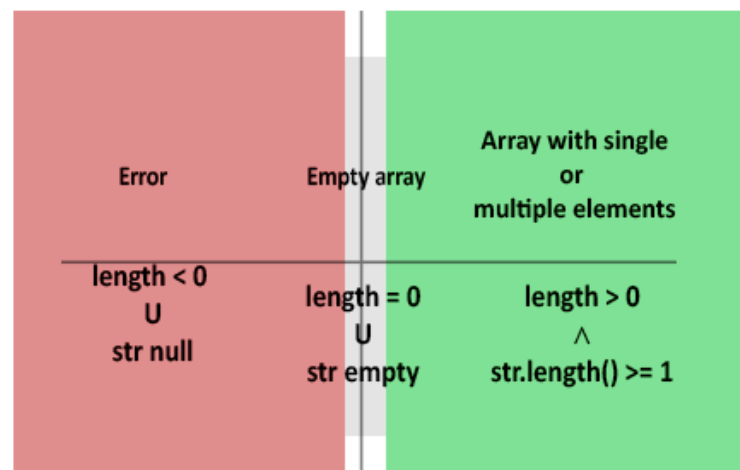 Error
Empty array
Array with single
or
multiple elements
length < 0
U
str null
length = 0
U
str empty
length > 0
∧
str.length() >= 1